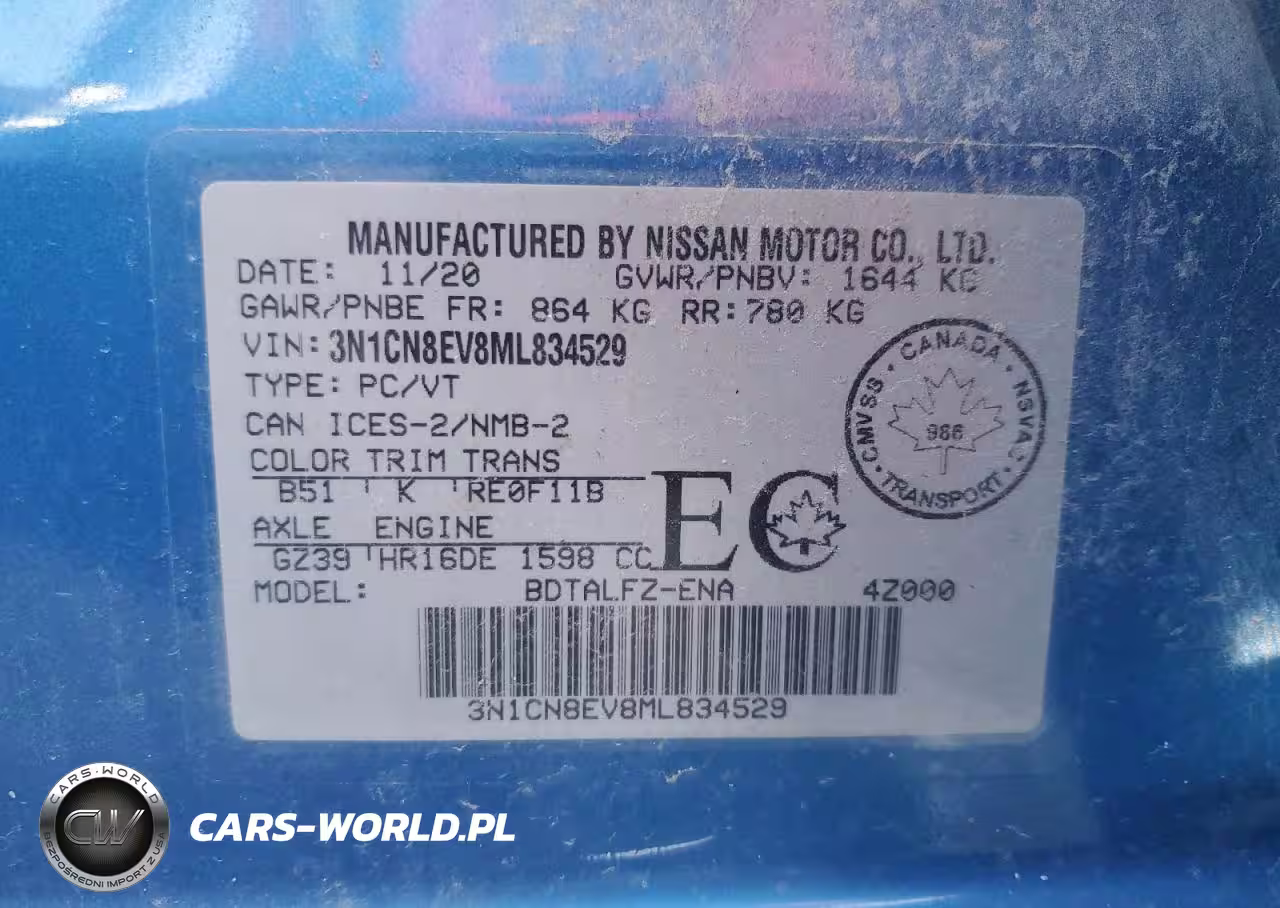 MANUFACTURED BY NISSAN MOTOR CO., LTD.
DATE: 11/20 GVWR/PNBV: 1644 KG
GAWR/PNBE FR: 864 KG RR: 780 KG
VIN: 3N1CN8EV8ML834529
TYPE: PC/VT
CAN ICES-2/NMB-2
COLOR TRIM TRANS
B51 K RE0F11B
AXLE ENGINE
GZ39 HR16DE 1598 CC
EC
CANADA
CMVSS NSVAC
986
TRANSPORT
MODEL: BDTALFZ-ENA 4Z000
3N1CN8EV8ML834529
CARS·WORLD
CW
BEZPOŚREDNI IMPORT Z USA
CARS-WORLD.PL